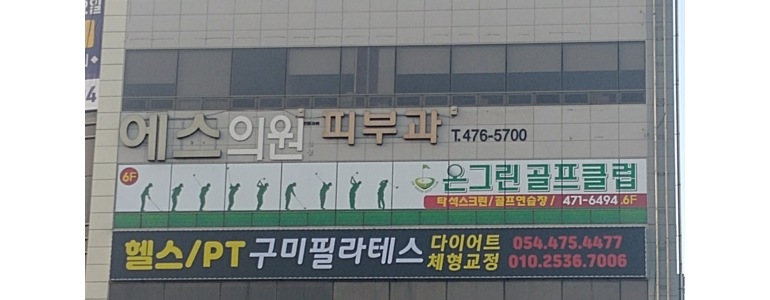 에스의원 피부과 T.476-5700
6F 온그린골프클럽
타석스크린/골프연습장/ 471-6494 .6F
헬스/PT 구미필라테스 다이어트 054.475.4477
체형교정 010.2536.7006
4